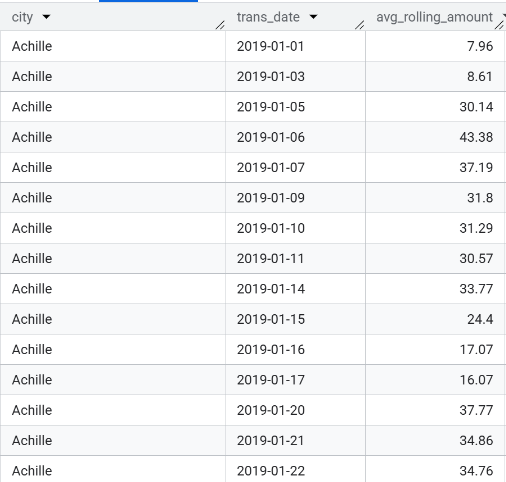 city trans_date avg_rolling_amount
Achille 2019-01-01 7.96
Achille 2019-01-03 8.61
Achille 2019-01-05 30.14
Achille 2019-01-06 43.38
Achille 2019-01-07 37.19
Achille 2019-01-09 31.8
Achille 2019-01-10 31.29
Achille 2019-01-11 30.57
Achille 2019-01-14 33.77
Achille 2019-01-15 24.4
Achille 2019-01-16 17.07
Achille 2019-01-17 16.07
Achille 2019-01-20 37.77
Achille 2019-01-21 34.86
Achille 2019-01-22 34.76